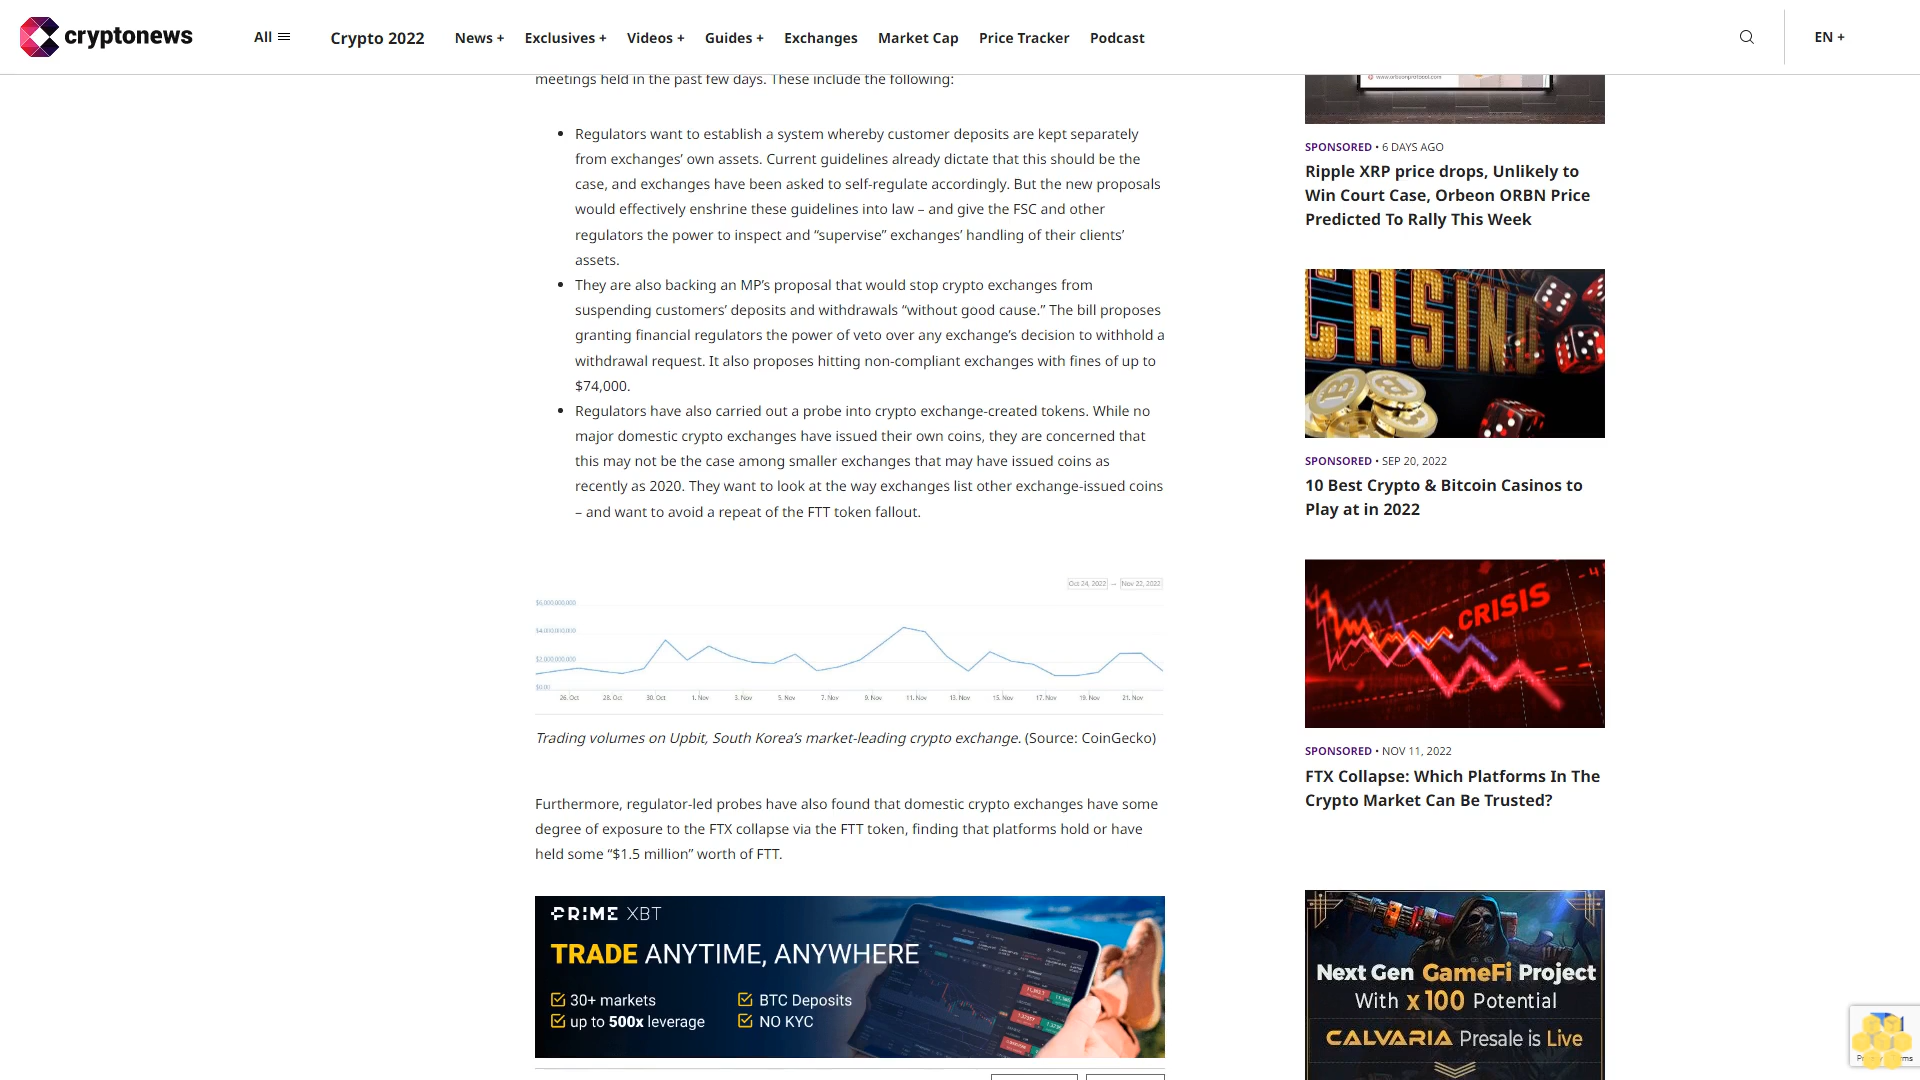 cryptonews
All
Crypto 2022
News +
Exclusives +
Videos +
Guides +
Exchanges
Market Cap
Price Tracker
Podcast
EN +
meetings held in the past few days. These include the following:
Regulators want to establish a system whereby customer deposits are kept separately
from exchanges’ own assets. Current guidelines already dictate that this should be the
case, and exchanges have been asked to self-regulate accordingly. But the new proposals
would effectively enshrine these guidelines into law – and give the FSC and other
regulators the power to inspect and “supervise” exchanges’ handling of their clients’
assets.
They are also backing an MP’s proposal that would stop crypto exchanges from
suspending customers’ deposits and withdrawals “without good cause.” The bill proposes
granting financial regulators the power of veto over any exchange’s decision to withhold a
withdrawal request. It also proposes hitting non-compliant exchanges with fines of up to
$74,000.
Regulators have also carried out a probe into crypto exchange-created tokens. While no
major domestic crypto exchanges have issued their own coins, they are concerned that
this may not be the case among smaller exchanges that may have issued coins as
recently as 2020. They want to look at the way exchanges list other exchange-issued coins
– and want to avoid a repeat of the FTT token fallout.
Oct 24, 2022 – Nov 22, 2022
$6,000,000,000
$4,000,000,000
$2,000,000,000
$0.00
26. Oct
28. Oct
30. Oct
1. Nov
3. Nov
5. Nov
7. Nov
9. Nov
11. Nov
13. Nov
15. Nov
17. Nov
19. Nov
21. Nov
Trading volumes on Upbit, South Korea’s market-leading crypto exchange. (Source: CoinGecko)
Furthermore, regulator-led probes have also found that domestic crypto exchanges have some
degree of exposure to the FTX collapse via the FTT token, finding that platforms hold or have
held some “$1.5 million” worth of FTT.
PRIME XBT
TRADE ANYTIME, ANYWHERE
30+ markets
BTC Deposits
up to 500x leverage
NO KYC
www.orbeonprotocol.com
SPONSORED • 6 DAYS AGO
Ripple XRP price drops, Unlikely to
Win Court Case, Orbeon ORBN Price
Predicted To Rally This Week
CASINO
SPONSORED • SEP 20, 2022
10 Best Crypto & Bitcoin Casinos to
Play at in 2022
CRISIS
SPONSORED • NOV 11, 2022
FTX Collapse: Which Platforms In The
Crypto Market Can Be Trusted?
Next Gen GameFi Project
With x100 Potential
CALVARIA Presale is Live